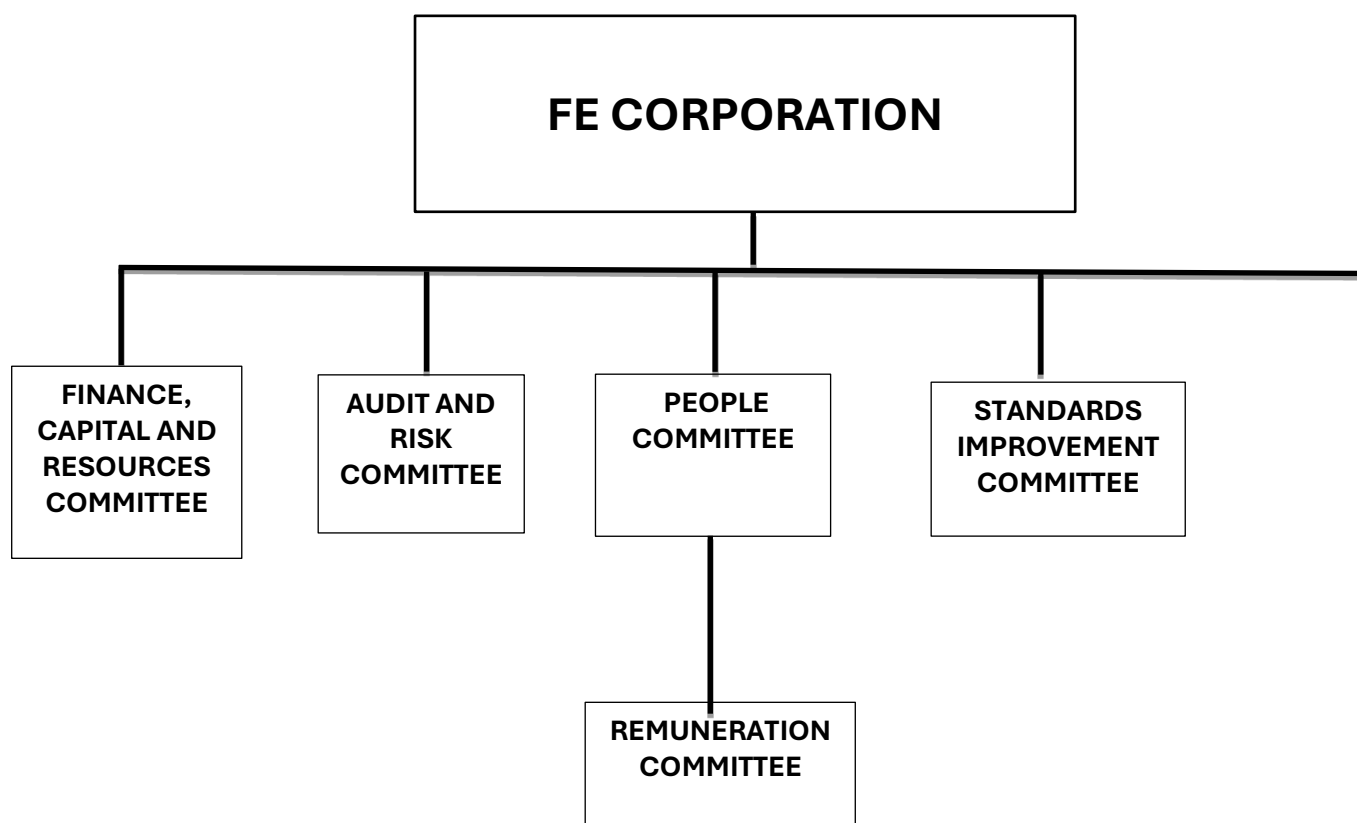 FE CORPORATION
FINANCE,
CAPITAL AND
RESOURCES
COMMITTEE
AUDIT AND
RISK
COMMITTEE
PEOPLE
COMMITTEE
STANDARDS
IMPROVEMENT
COMMITTEE
REMUNERATION
COMMITTEE